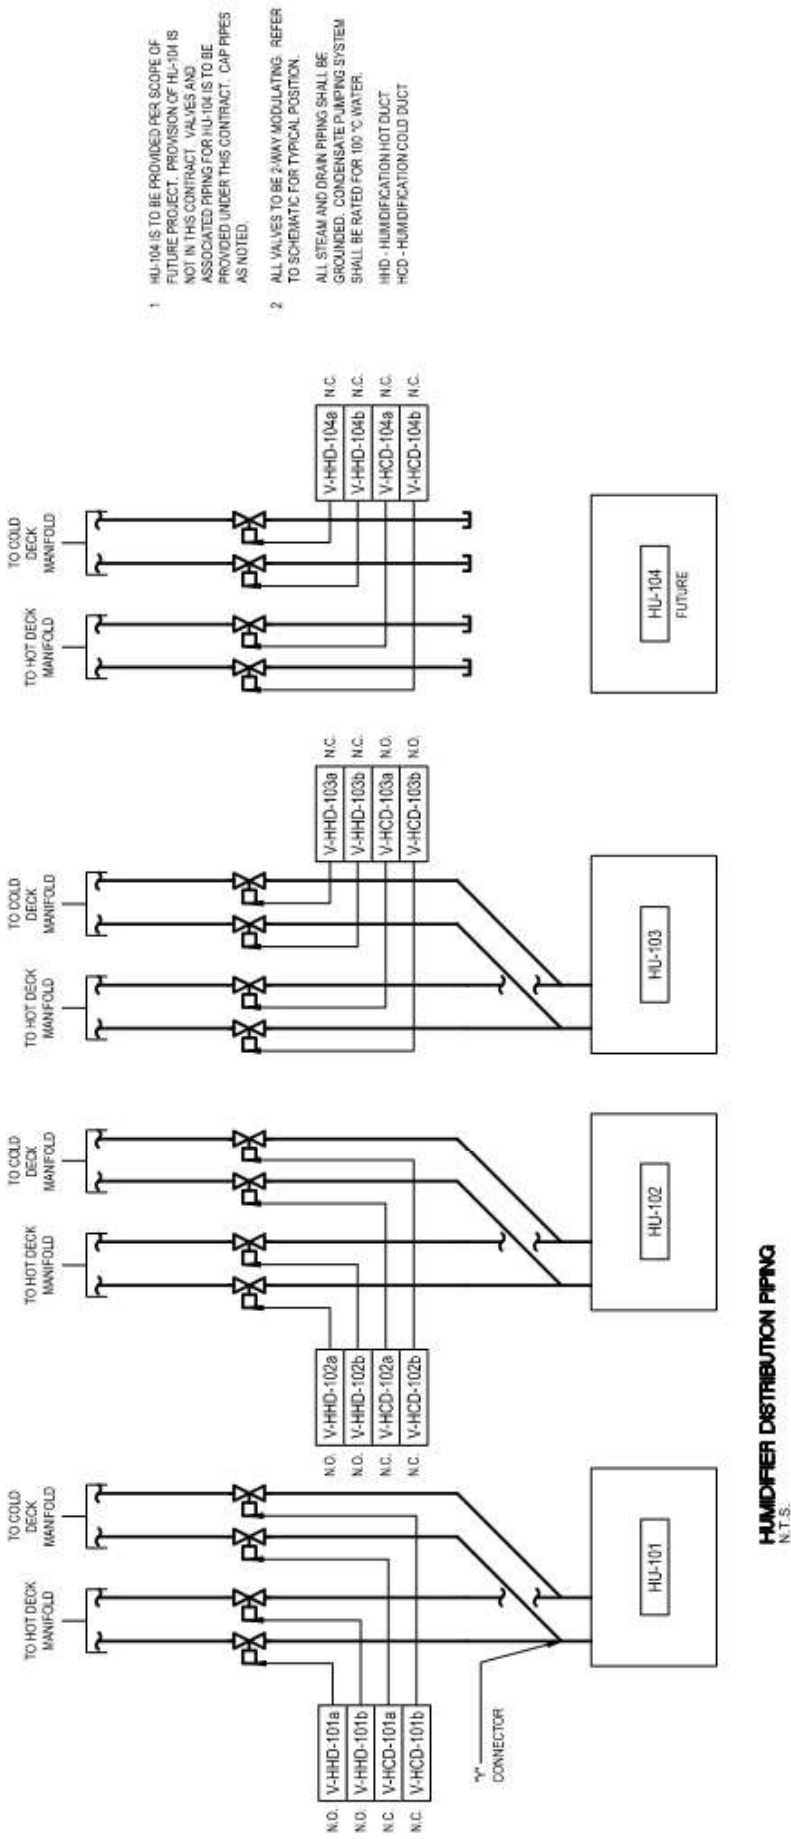 TO HOT DECK
MANIFOLD
TO COLD
DECK
MANIFOLD
TO HOT DECK
MANIFOLD
TO COLD
DECK
MANIFOLD
TO HOT DECK
MANIFOLD
TO COLD
DECK
MANIFOLD
TO HOT DECK
MANIFOLD
TO COLD
DECK
MANIFOLD
N.O. V-HHD-101a
N.O. V-HHD-101b
N.C. V-HCD-101a
N.C. V-HCD-101b
N.O. V-HHD-102a
N.O. V-HHD-102b
N.C. V-HCD-102a
N.C. V-HCD-102b
V-HHD-103a N.C.
V-HHD-103b N.C.
V-HCD-103a N.O.
V-HCD-103b N.O.
V-HHD-104a N.C.
V-HHD-104b N.C.
V-HCD-104a N.C.
V-HCD-104b N.C.
"Y"
CONNECTOR
HU-101
HU-102
HU-103
HU-104
FUTURE
1 HU-104 IS TO BE PROVIDED PER SCOPE OF
FUTURE PROJECT. PROVISION OF HU-104 IS
NOT IN THIS CONTRACT. VALVES AND
ASSOCIATED PIPING FOR HU-104 IS TO BE
PROVIDED UNDER THIS CONTRACT. CAP PIPES
AS NOTED.
2 ALL VALVES TO BE 2-WAY MODULATING. REFER
TO SCHEMATIC FOR TYPICAL POSITION.
ALL STEAM AND DRAIN PIPING SHALL BE
GROUNDED. CONDENSATE PUMPING SYSTEM
SHALL BE RATED FOR 100 °C WATER.
HHD - HUMIDIFICATION HOT DUCT
HCD - HUMIDIFICATION COLD DUCT
HUMIDIFIER DISTRIBUTION PIPING
N.T.S.